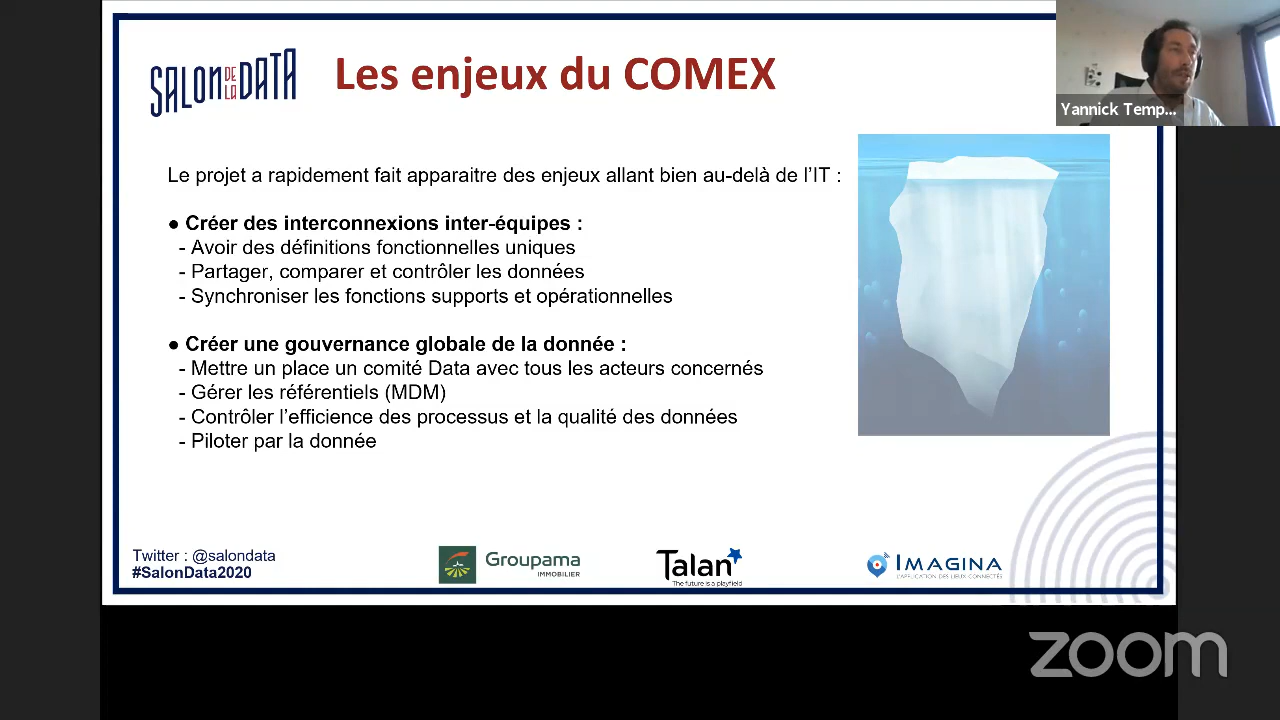 SALON DE LA DATA
Les enjeux du COMEX
Yannick Temp...
Le projet a rapidement fait apparaitre des enjeux allant bien au-delà de l'IT :
● Créer des interconnexions inter-équipes :
- Avoir des définitions fonctionnelles uniques
- Partager, comparer et contrôler les données
- Synchroniser les fonctions supports et opérationnelles
● Créer une gouvernance globale de la donnée :
- Mettre un place un comité Data avec tous les acteurs concernés
- Gérer les référentiels (MDM)
- Contrôler l'efficience des processus et la qualité des données
- Piloter par la donnée
Twitter : @salondata
#SalonData2020
Groupama
IMMOBILIER
Talan
The future is a playfield
IMAGINA
L'APPLICATION DES LIEUX CONNECTÉS
zoom